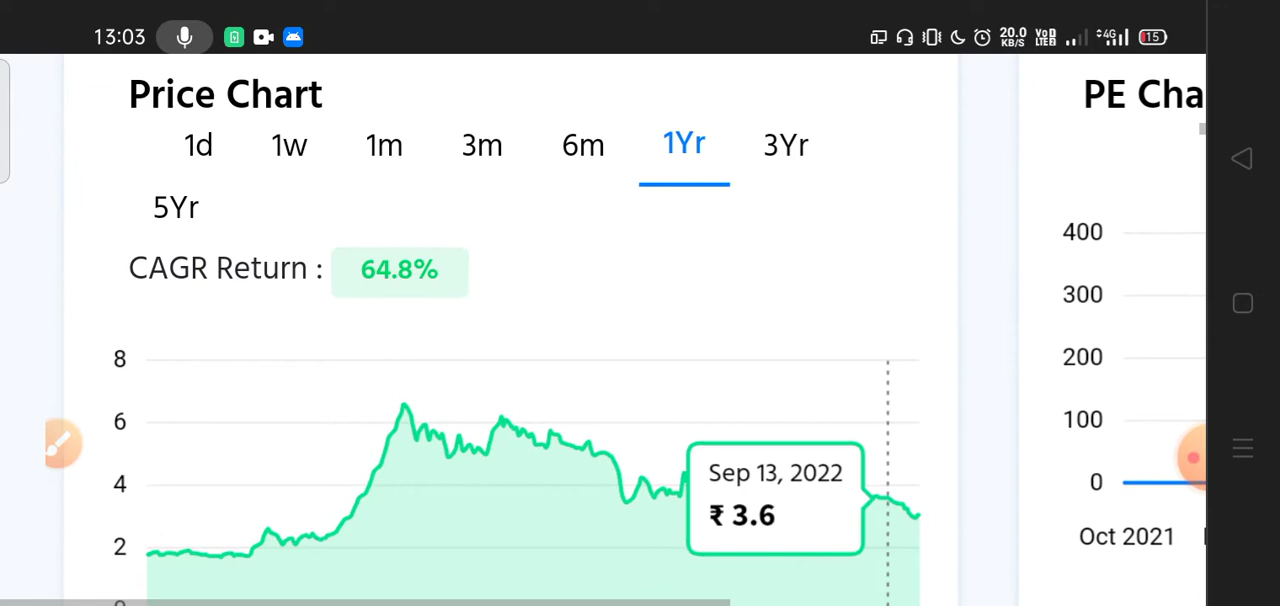 13:03 20.0 KB/S Vo LTE 4G 15
Price Chart
1d 1w 1m 3m 6m 1Yr 3Yr
5Yr
CAGR Return : 64.8%
8
6
4
2
Sep 13, 2022
₹ 3.6
PE Cha
400
300
200
100
0
Oct 2021